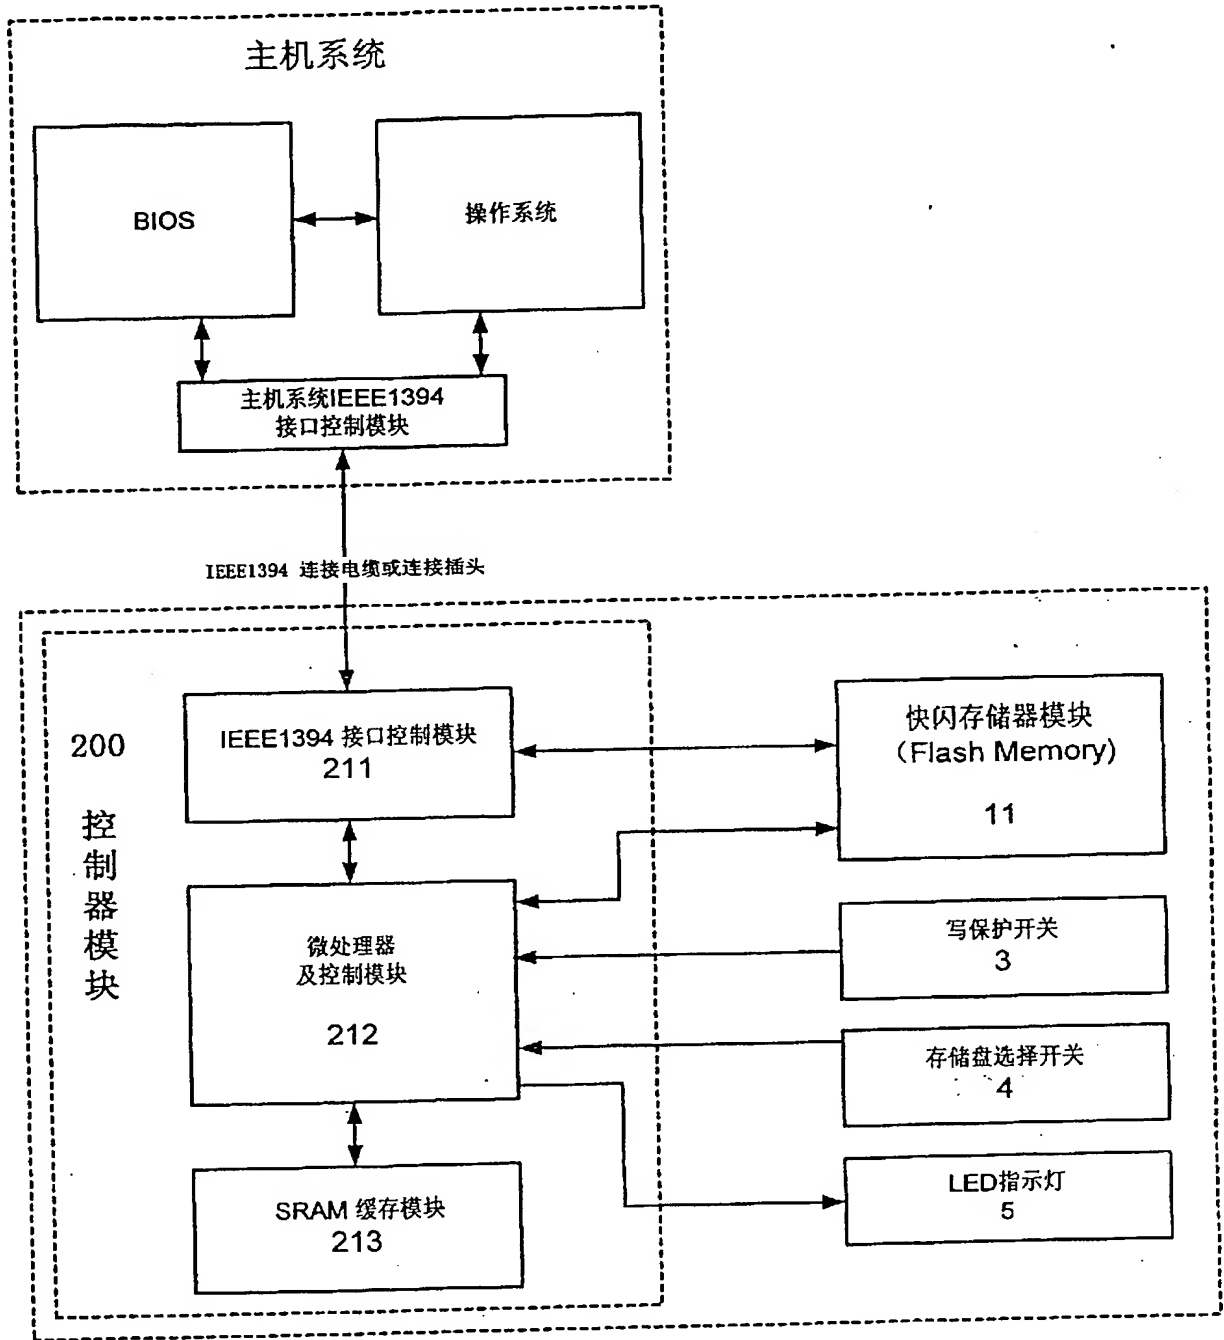 主机系统
BIOS
操作系统
主机系统IEEE1394
接口控制模块
IEEE1394 连接电缆或连接插头
200
控制器模块
IEEE1394 接口控制模块
211
微处理器
及控制模块
212
SRAM 缓存模块
213
快闪存储器模块
（Flash Memory)
11
写保护开关
3
存储盘选择开关
4
LED指示灯
5